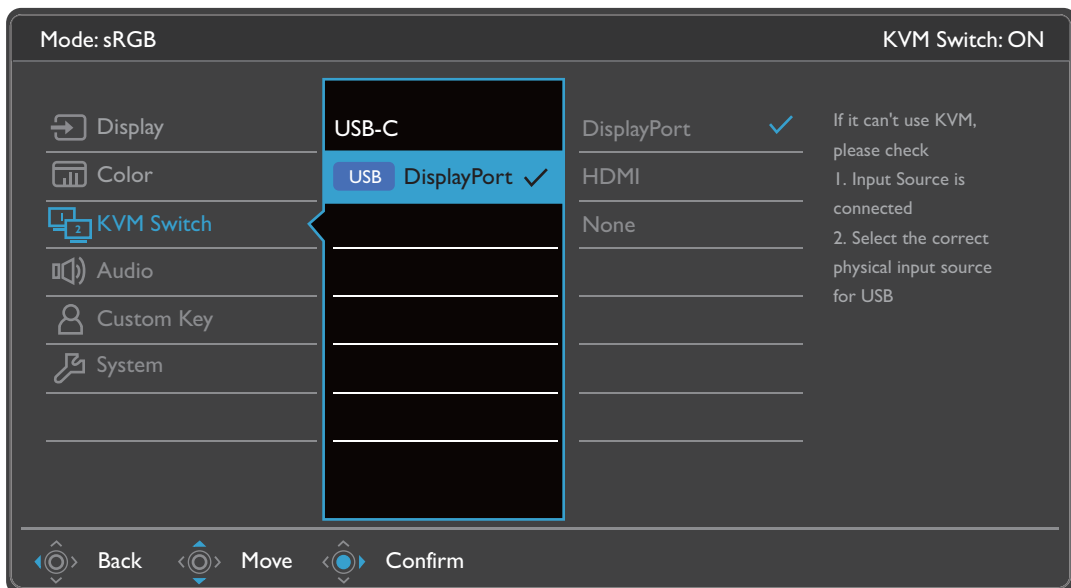 Mode: sRGB
KVM Switch: ON
Display
Color
KVM Switch
1
2
Audio
Custom Key
System
USB-C
USB DisplayPort
DisplayPort
HDMI
None
If it can't use KVM,
please check
1. Input Source is
connected
2. Select the correct
physical input source
for USB
Back
Move
Confirm